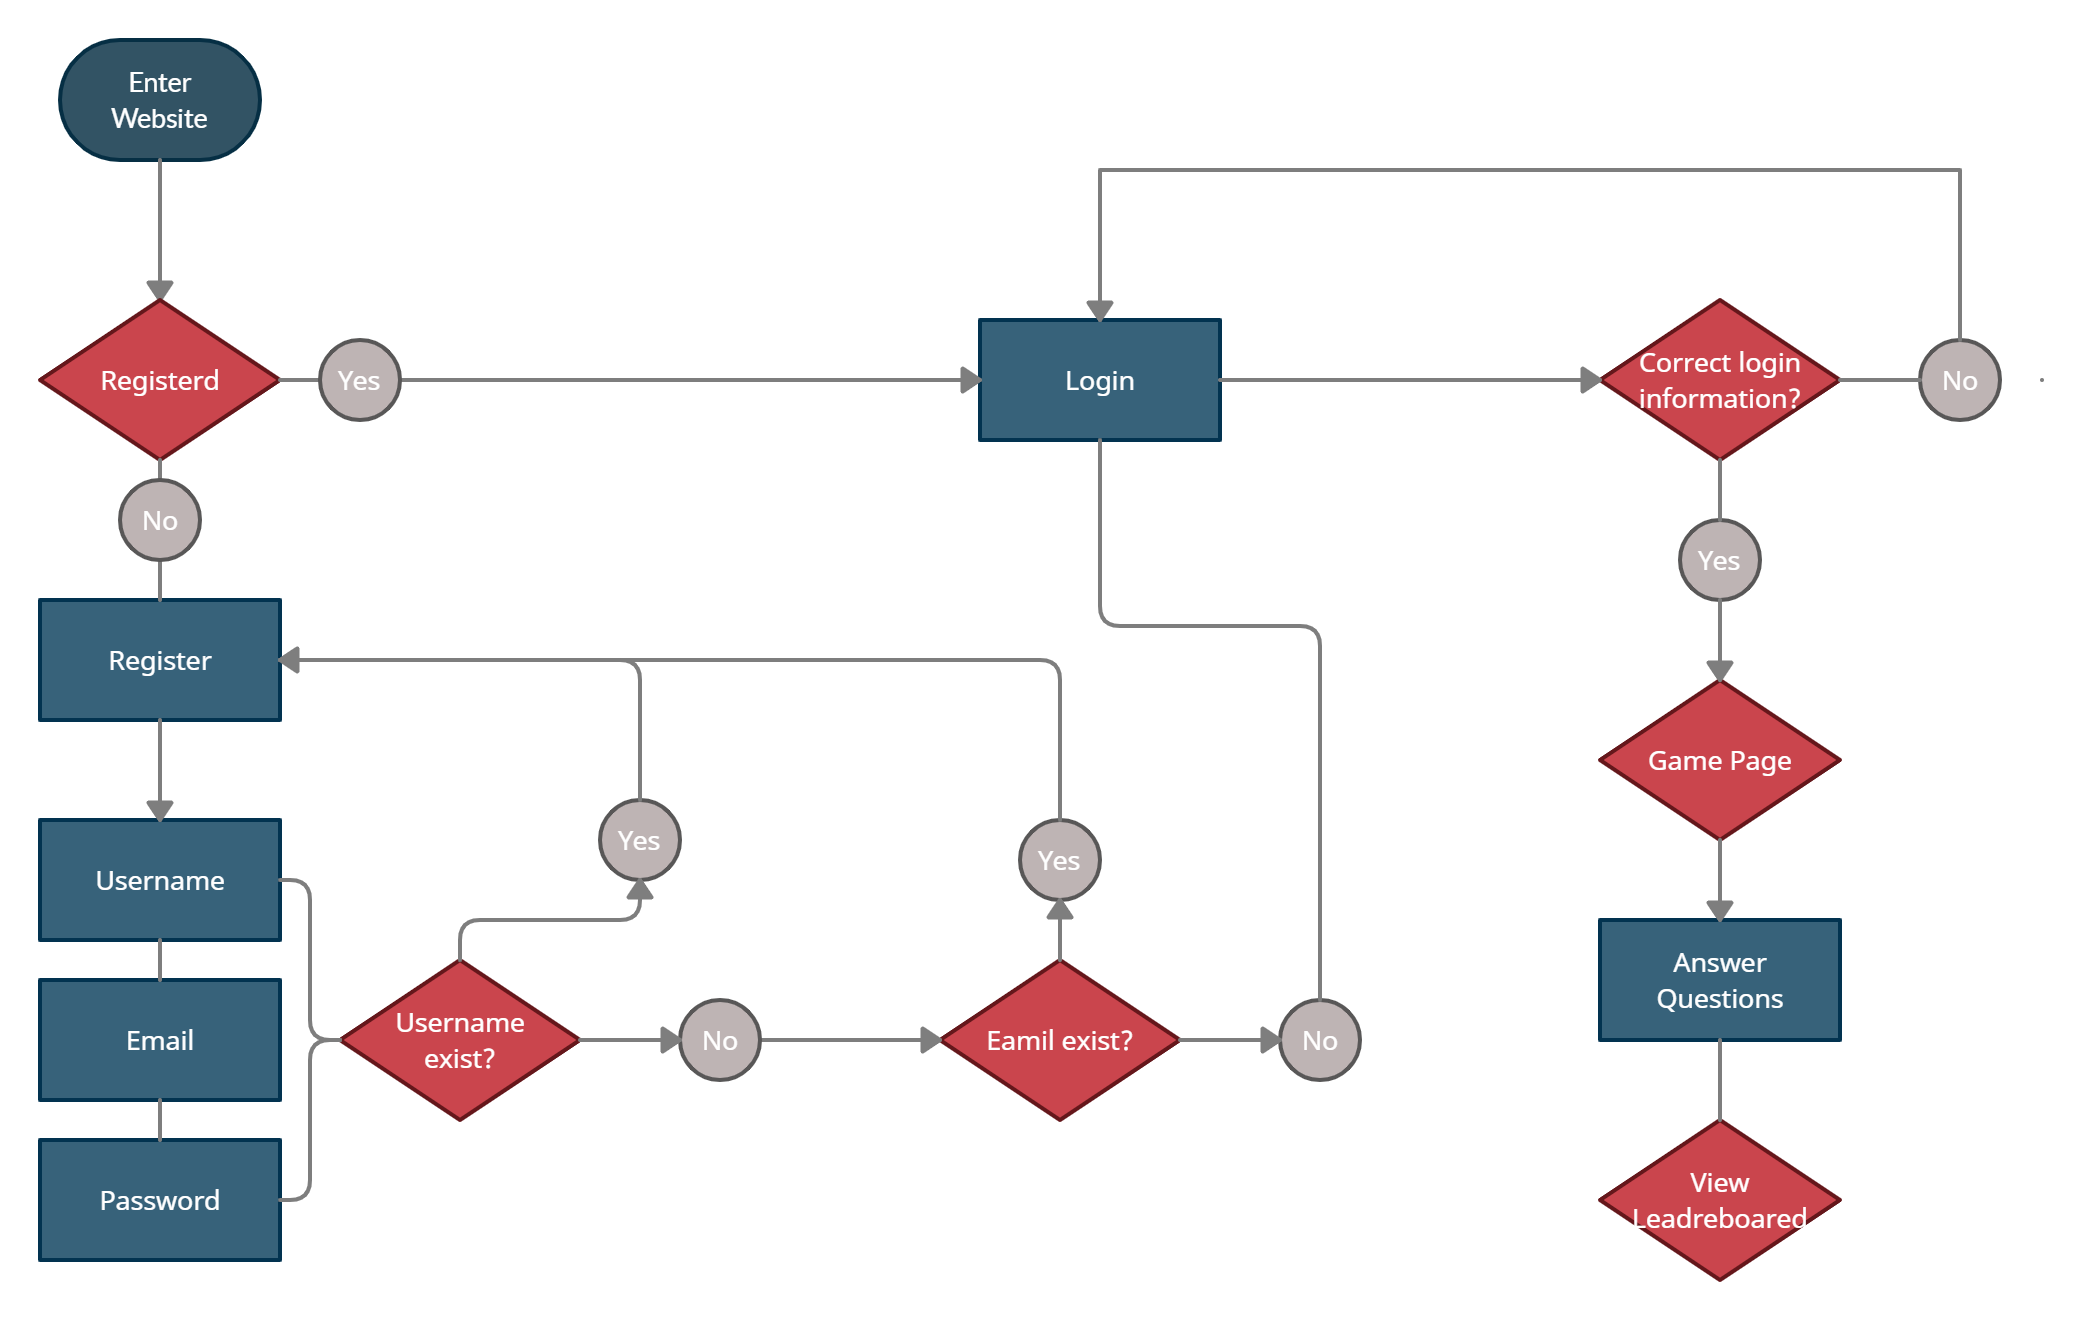 Enter
Website
Registerd
Yes
Login
Correct login
information?
No
No
Yes
Register
Game Page
Username
Yes
Yes
Answer
Questions
Email
Username
exist?
No
Eamil exist?
No
Password
View
Leadreboared